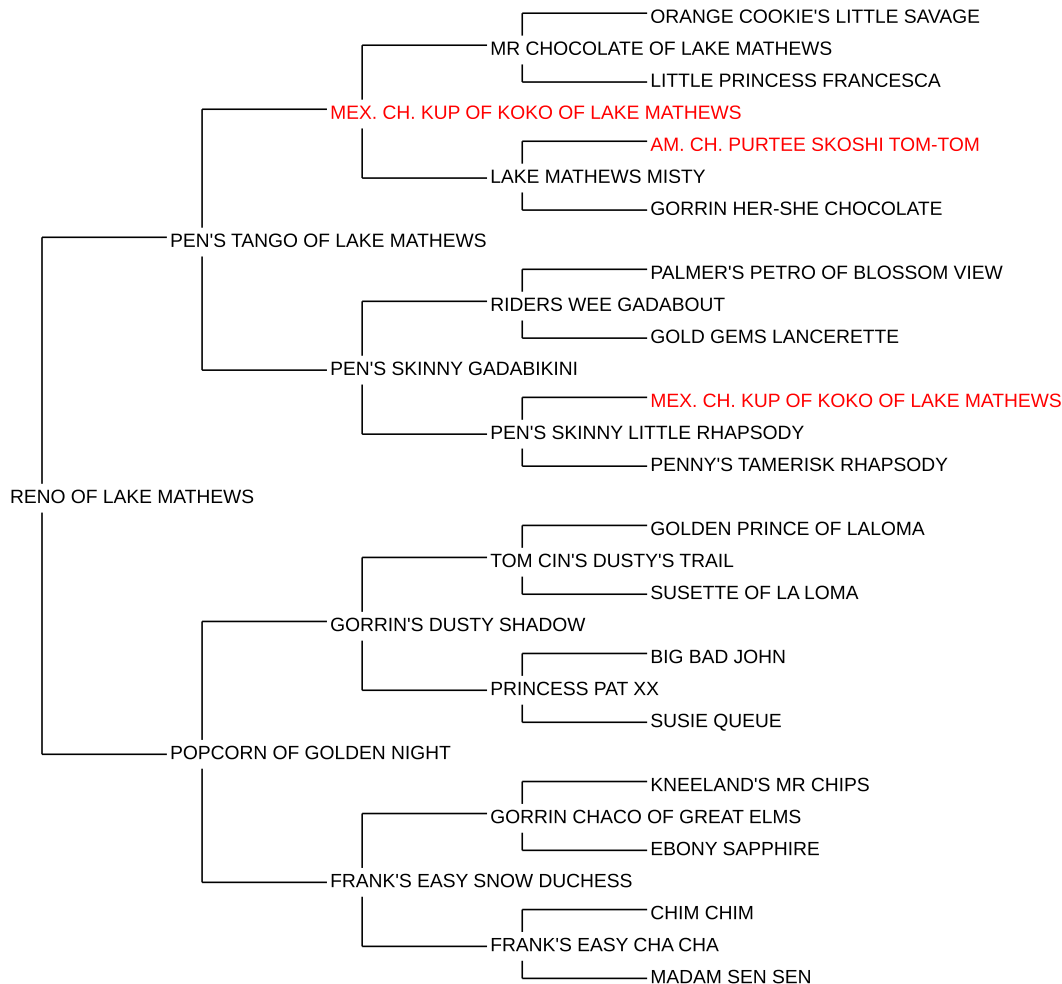 ORANGE COOKIE'S LITTLE SAVAGE
MR CHOCOLATE OF LAKE MATHEWS
LITTLE PRINCESS FRANCESCA
MEX. CH. KUP OF KOKO OF LAKE MATHEWS
AM. CH. PURTEE SKOSHI TOM-TOM
LAKE MATHEWS MISTY
GORRIN HER-SHE CHOCOLATE
PEN'S TANGO OF LAKE MATHEWS
PALMER'S PETRO OF BLOSSOM VIEW
RIDERS WEE GADABOUT
GOLD GEMS LANCERETTE
PEN'S SKINNY GADABIKINI
MEX. CH. KUP OF KOKO OF LAKE MATHEWS
PEN'S SKINNY LITTLE RHAPSODY
PENNY'S TAMERISK RHAPSODY
RENO OF LAKE MATHEWS
GOLDEN PRINCE OF LALOMA
TOM CIN'S DUSTY'S TRAIL
SUSETTE OF LA LOMA
GORRIN'S DUSTY SHADOW
BIG BAD JOHN
PRINCESS PAT XX
SUSIE QUEUE
POPCORN OF GOLDEN NIGHT
KNEELAND'S MR CHIPS
GORRIN CHACO OF GREAT ELMS
EBONY SAPPHIRE
FRANK'S EASY SNOW DUCHESS
CHIM CHIM
FRANK'S EASY CHA CHA
MADAM SEN SEN